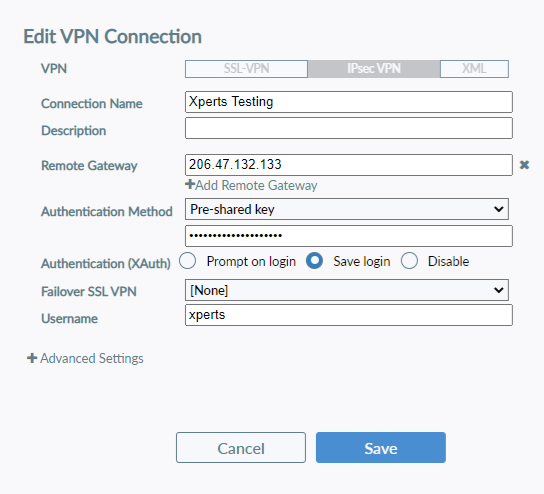 Edit VPN Connection
VPN SSL-VPN IPsec VPN XML
Connection Name Xperts Testing
Description
Remote Gateway 206.47.132.133 ✖
✚Add Remote Gateway
Authentication Method Pre-shared key
••••••••••••••••••••
Authentication (XAuth) Prompt on login Save login Disable
Failover SSL VPN [None]
Username xperts
✚ Advanced Settings
Cancel Save